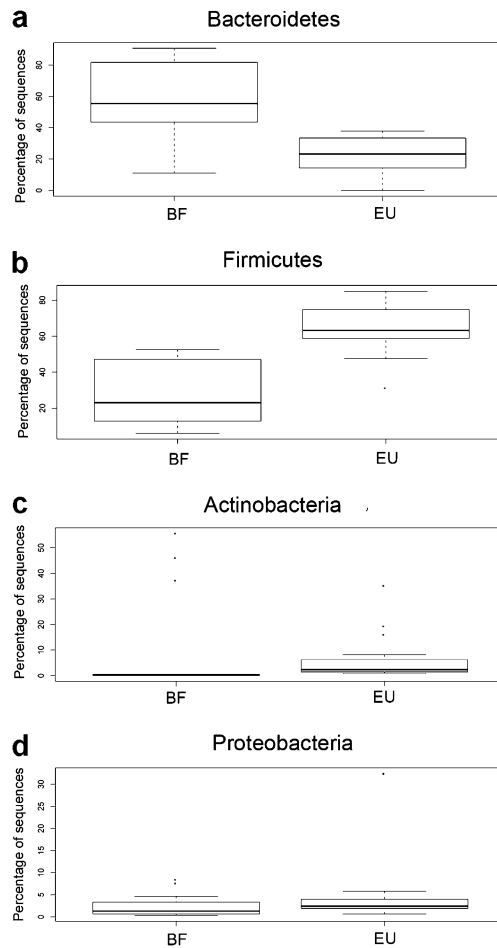 a Bacteroidetes
Percentage of sequences
80
60
40
20
0
BF EU
b Firmicutes
Percentage of sequences
80
60
40
20
BF EU
c Actinobacteria ,
Percentage of sequences
50
40
30
20
10
0
BF EU
d Proteobacteria
Percentage of sequences
30
25
20
15
10
5
0
BF EU